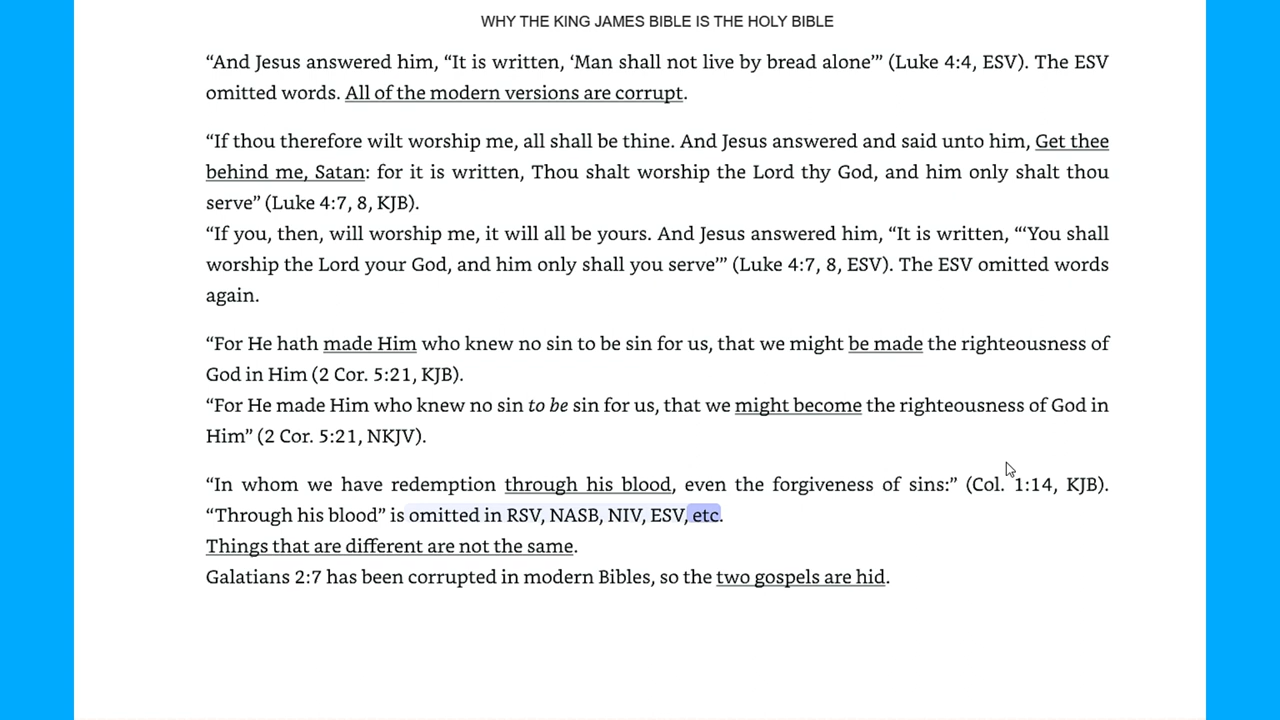 WHY THE KING JAMES BIBLE IS THE HOLY BIBLE
“And Jesus answered him, “It is written, ‘Man shall not live by bread alone’” (Luke 4:4, ESV). The ESV
omitted words. All of the modern versions are corrupt.
“If thou therefore wilt worship me, all shall be thine. And Jesus answered and said unto him, Get thee
behind me, Satan: for it is written, Thou shalt worship the Lord thy God, and him only shalt thou
serve” (Luke 4:7, 8, KJB).
“If you, then, will worship me, it will all be yours. And Jesus answered him, “It is written, “‘You shall
worship the Lord your God, and him only shall you serve’” (Luke 4:7, 8, ESV). The ESV omitted words
again.
“For He hath made Him who knew no sin to be sin for us, that we might be made the righteousness of
God in Him (2 Cor. 5:21, KJB).
“For He made Him who knew no sin to be sin for us, that we might become the righteousness of God in
Him” (2 Cor. 5:21, NKJV).
“In whom we have redemption through his blood, even the forgiveness of sins:” (Col. 1:14, KJB).
“Through his blood” is omitted in RSV, NASB, NIV, ESV, etc.
Things that are different are not the same.
Galatians 2:7 has been corrupted in modern Bibles, so the two gospels are hid.